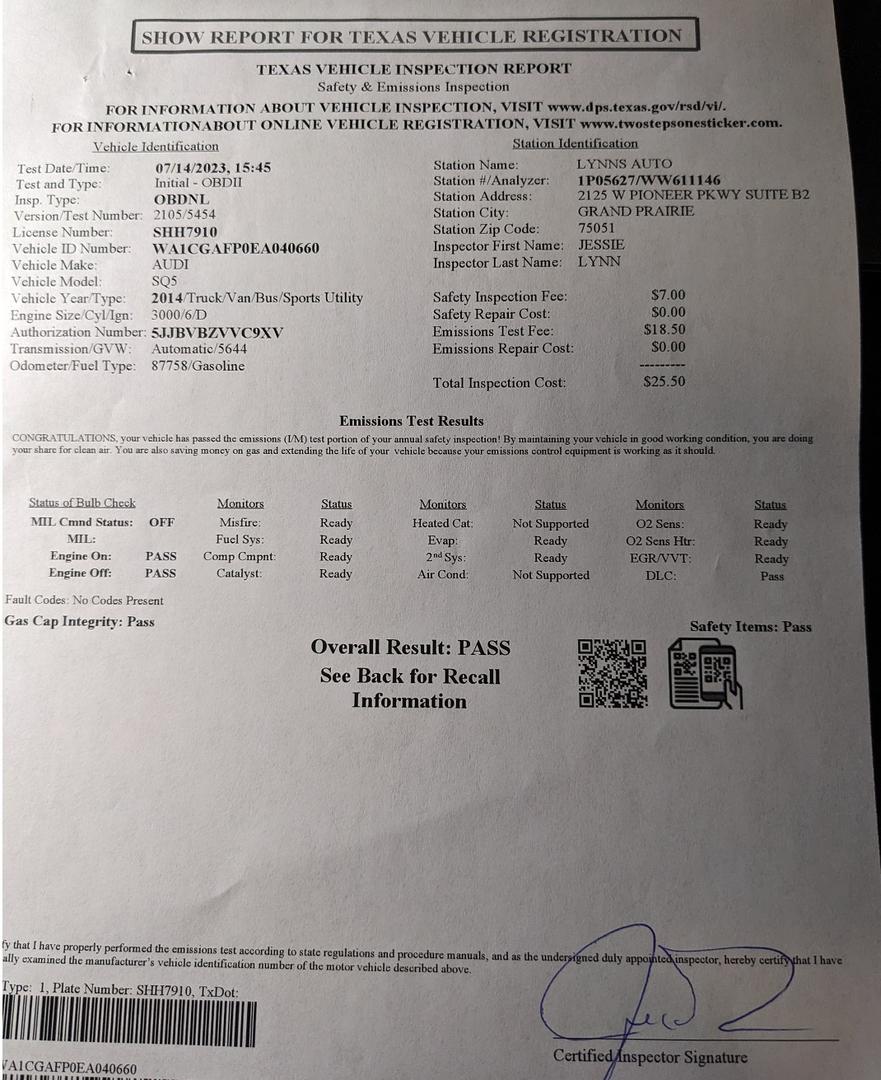 SHOW REPORT FOR TEXAS VEHICLE REGISTRATION
TEXAS VEHICLE INSPECTION REPORT
Safety & Emissions Inspection
FOR INFORMATION ABOUT VEHICLE INSPECTION, VISIT www.dps.texas.gov/rsd/vi/.
FOR INFORMATIONABOUT ONLINE VEHICLE REGISTRATION, VISIT www.twostepsonesticker.com.
Vehicle Identification
Test Date/Time: 07/14/2023, 15:45
Test and Type: Initial - OBDII
Insp. Type: OBDNL
Version/Test Number: 2105/5454
License Number: SHH7910
Vehicle ID Number: WA1CGAFP0EA040660
Vehicle Make: AUDI
Vehicle Model: SQ5
Vehicle Year/Type: 2014/Truck/Van/Bus/Sports Utility
Engine Size/Cyl/Ign: 3000/6/D
Authorization Number: 5JJBVBZVVC9XV
Transmission/GVW: Automatic/5644
Odometer/Fuel Type: 87758/Gasoline
Station Identification
Station Name: LYNNS AUTO
Station #/Analyzer: 1P05627/WW611146
Station Address: 2125 W PIONEER PKWY SUITE B2
Station City: GRAND PRAIRIE
Station Zip Code: 75051
Inspector First Name: JESSIE
Inspector Last Name: LYNN
Safety Inspection Fee: $7.00
Safety Repair Cost: $0.00
Emissions Test Fee: $18.50
Emissions Repair Cost: $0.00
---------
Total Inspection Cost: $25.50
Emissions Test Results
CONGRATULATIONS, your vehicle has passed the emissions (I/M) test portion of your annual safety inspection! By maintaining your vehicle in good working condition, you are doing
your share for clean air. You are also saving money on gas and extending the life of your vehicle because your emissions control equipment is working as it should.
Status of Bulb Check Monitors Status Monitors Status Monitors Status
MIL Cmnd Status: OFF Misfire: Ready Heated Cat: Not Supported O2 Sens: Ready
MIL: Fuel Sys: Ready Evap: Ready O2 Sens Htr: Ready
Engine On: PASS Comp Cmpnt: Ready 2nd Sys: Ready EGR/VVT: Ready
Engine Off: PASS Catalyst: Ready Air Cond: Not Supported DLC: Pass
Fault Codes: No Codes Present
Gas Cap Integrity: Pass
Safety Items: Pass
Overall Result: PASS
See Back for Recall
Information
fy that I have properly performed the emissions test according to state regulations and procedure manuals, and as the undersigned duly appointed inspector, hereby certify that I have
ally examined the manufacturer's vehicle identification number of the motor vehicle described above.
Type: 1, Plate Number: SHH7910, TxDot:
Certified Inspector Signature
WA1CGAFP0EA040660